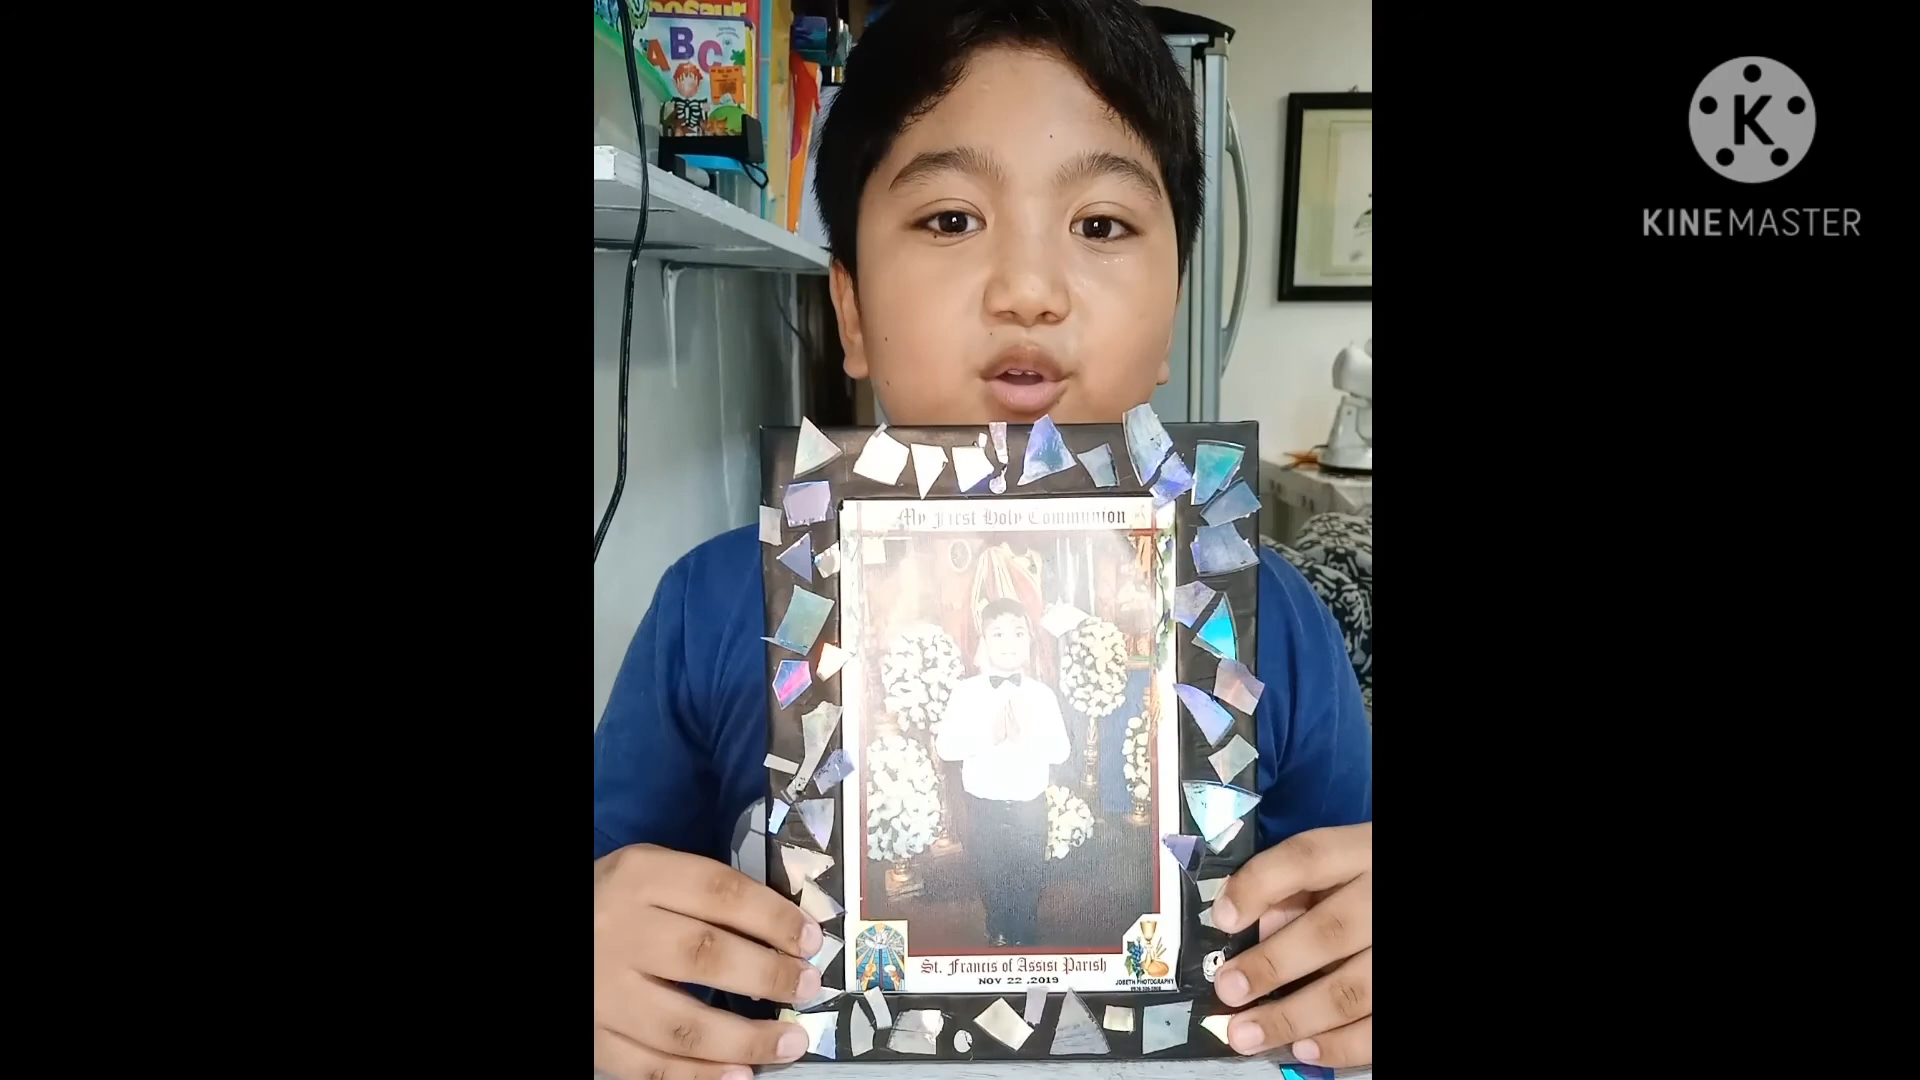 ABC
K
KINEMASTER
My First Holy Communion
St. Francis of Assisi Parish
NOV 22 ,2019
JOBETH PHOTOGRAPHY